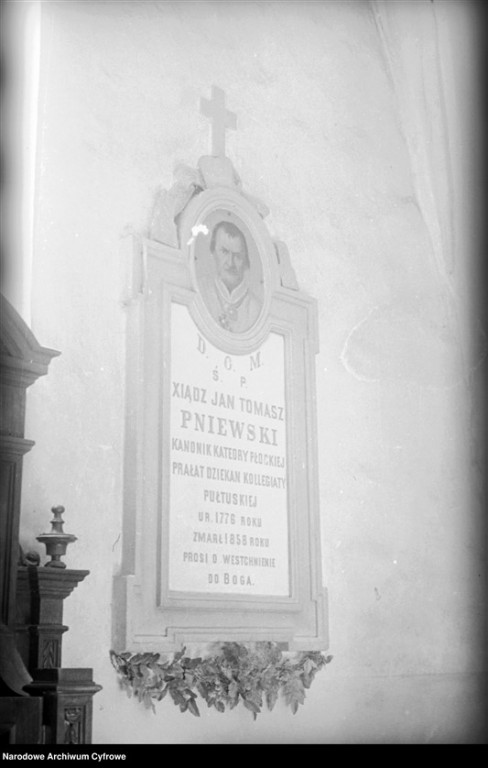 D. O. M.
Ś. P.
XIĄDZ JAN TOMASZ
PNIEWSKI
KANONIK KATEDRY PŁOCKIEJ
PRAŁAT DZIEKAN KOLLEGIATY
PUŁTUSKIEJ
UR. 1776 ROKU
ZMARŁ 1858 ROKU
PROSI O WESTCHNIENIE
DO BOGA.
Narodowe Archiwum Cyfrowe